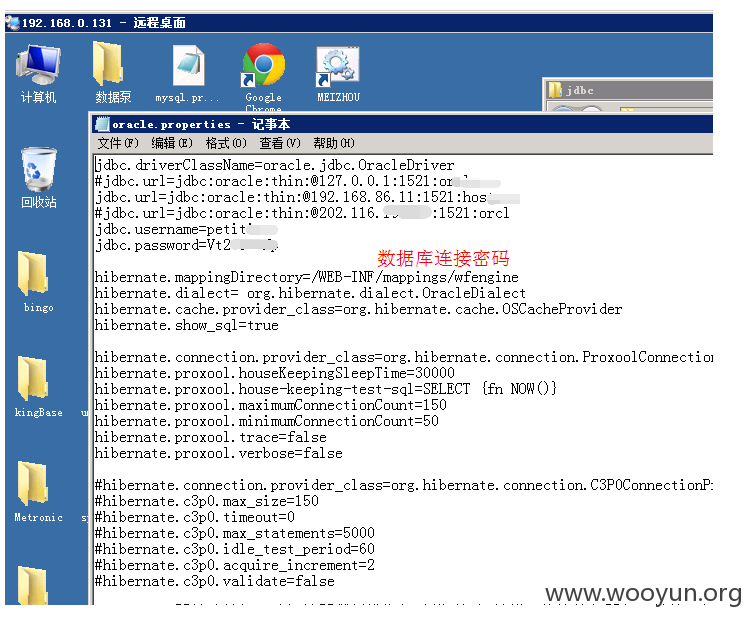 192.168.0.131 - 远程桌面
计算机
数据泵
mysql.pr...
Google Chrome
MEIZHOU
jdbc
回收站
bingo
kingBase
Metronic
oracle.properties - 记事本
文件(F) 编辑(E) 格式(O) 查看(V) 帮助(H)
jdbc.driverClassName=oracle.jdbc.OracleDriver
#jdbc.url=jdbc:oracle:thin:@127.0.0.1:1521:
jdbc.url=jdbc:oracle:thin:@192.168.86.11:1521:
#jdbc.url=jdbc:oracle:thin:@202.116. :1521:orcl
jdbc.username=
jdbc.password=
数据库连接密码
hibernate.mappingDirectory=/WEB-INF/mappings/wfengine
hibernate.dialect= org.hibernate.dialect.OracleDialect
hibernate.cache.provider_class=org.hibernate.cache.OSCacheProvider
hibernate.show_sql=true
hibernate.connection.provider_class=org.hibernate.connection.ProxoolConnection
hibernate.proxool.houseKeepingSleepTime=30000
hibernate.proxool.house-keeping-test-sql=SELECT {fn NOW()}
hibernate.proxool.maximumConnectionCount=150
hibernate.proxool.minimumConnectionCount=50
hibernate.proxool.trace=false
hibernate.proxool.verbose=false
#hibernate.connection.provider_class=org.hibernate.connection.C3P0ConnectionP
#hibernate.c3p0.max_size=150
#hibernate.c3p0.timeout=0
#hibernate.c3p0.max_statements=5000
#hibernate.c3p0.idle_test_period=60
#hibernate.c3p0.acquire_increment=2
#hibernate.c3p0.validate=false
www.wooyun.org